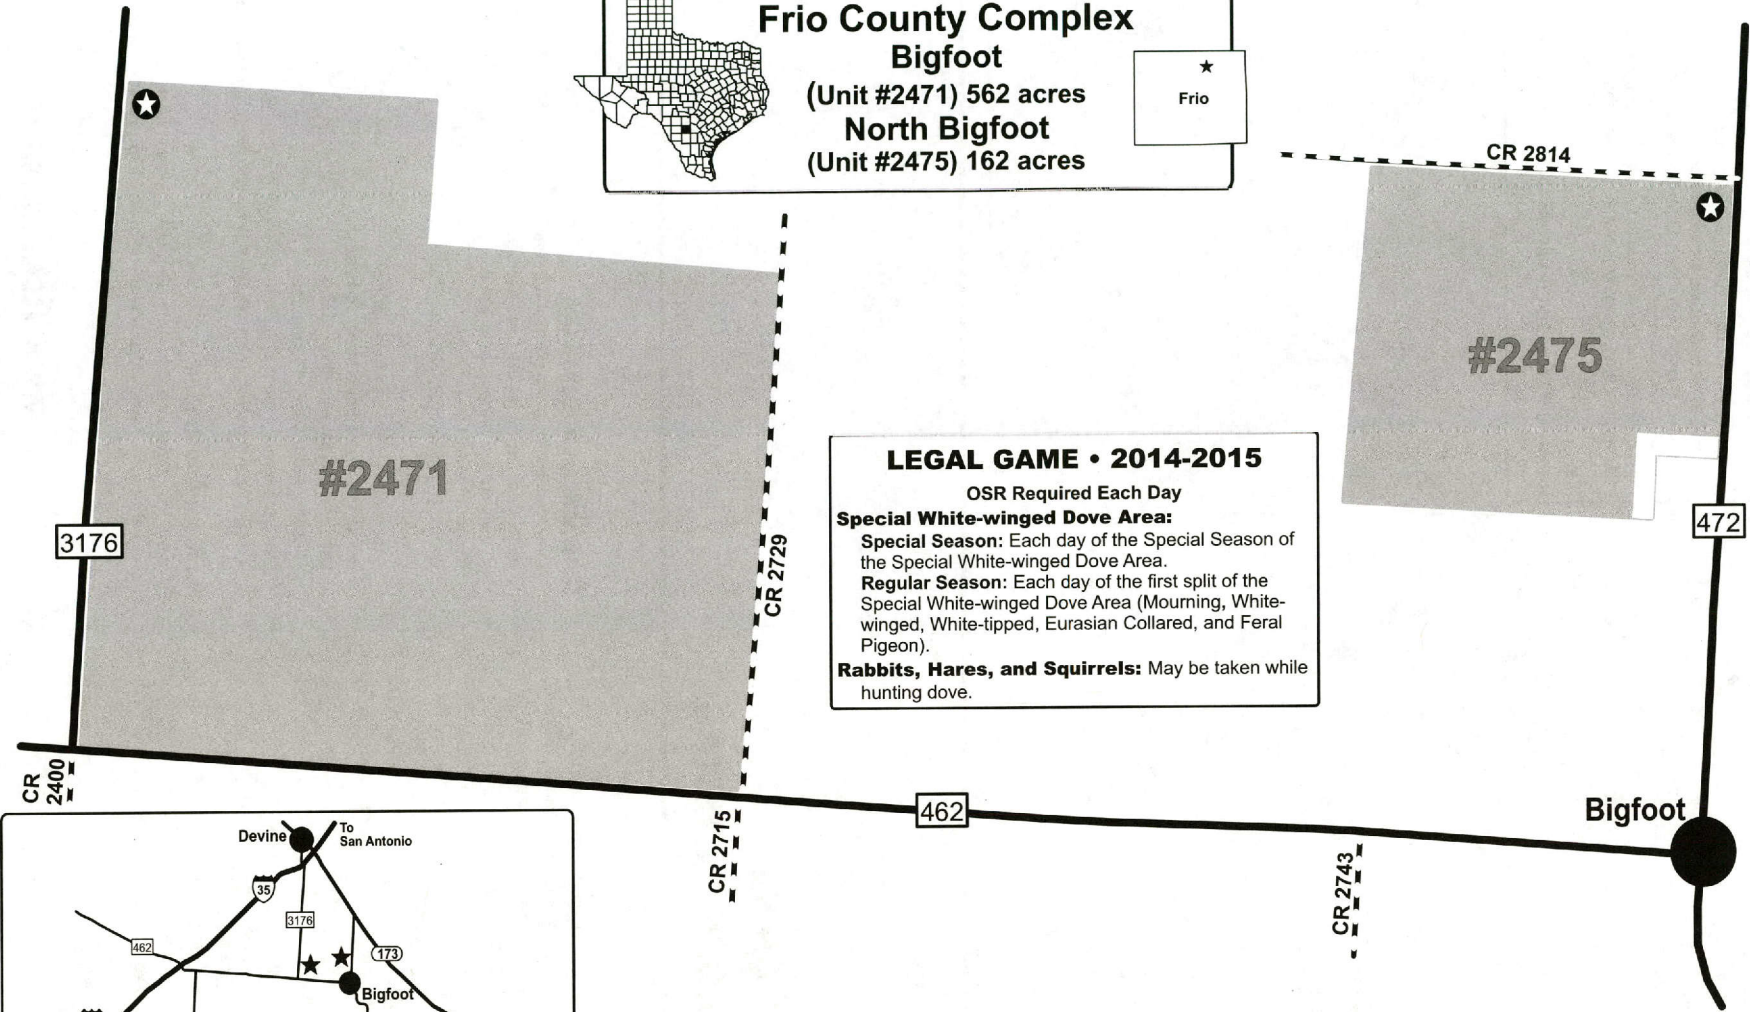 Frio County Complex
Bigfoot
(Unit #2471) 562 acres
North Bigfoot
(Unit #2475) 162 acres
Frio
CR 2814
#2475
#2471
3176
CR 2729
472
LEGAL GAME • 2014-2015
OSR Required Each Day
Special White-winged Dove Area:
Special Season: Each day of the Special Season of
the Special White-winged Dove Area.
Regular Season: Each day of the first split of the
Special White-winged Dove Area (Mourning, White-
winged, White-tipped, Eurasian Collared, and Feral
Pigeon).
Rabbits, Hares, and Squirrels: May be taken while
hunting dove.
CR
2400
462
Bigfoot
CR 2715
CR 2743
Devine
To
San Antonio
35
3176
462
173
Bigfoot